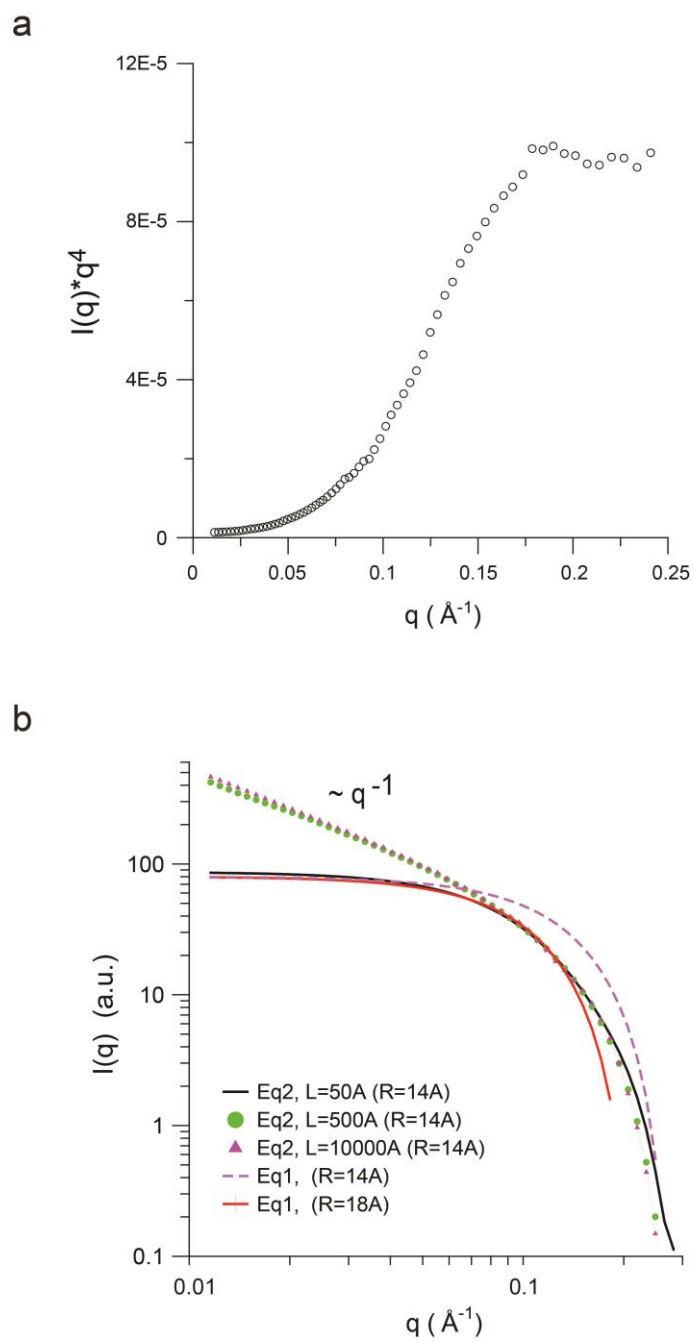 a
12E-5
8E-5
4E-5
0
I(q)*q⁴
0 0.05 0.1 0.15 0.2 0.25
q ( Å⁻¹)
b
~ q⁻¹
100
10
1
0.1
I(q) (a.u.)
Eq2, L=50A (R=14A)
Eq2, L=500A (R=14A)
Eq2, L=10000A (R=14A)
Eq1, (R=14A)
Eq1, (R=18A)
0.01 0.1
q ( Å⁻¹)